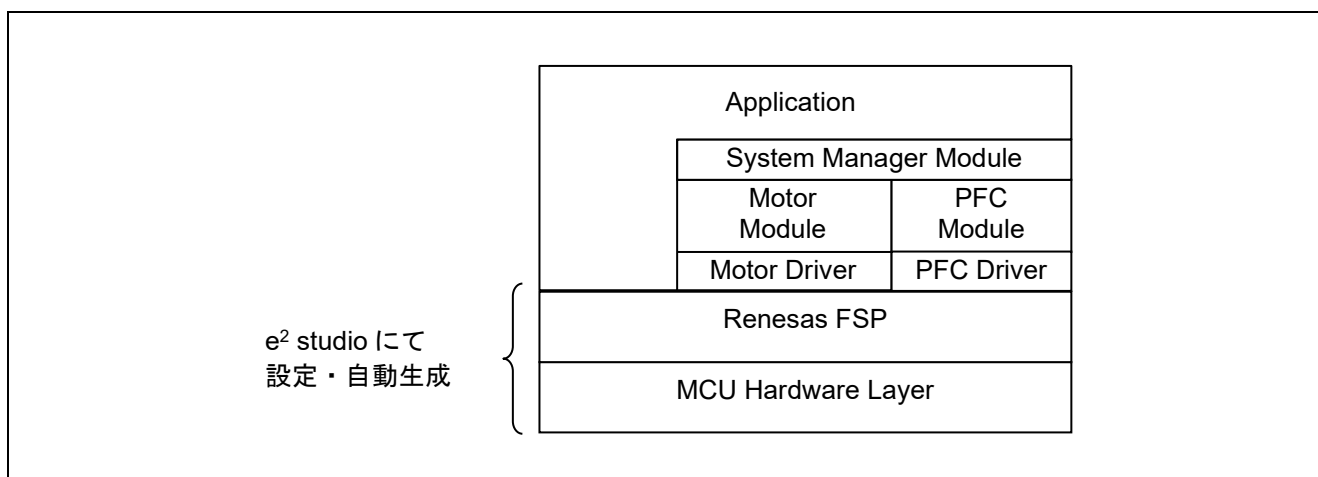 Application
System Manager Module
Motor
Module
PFC
Module
Motor Driver
PFC Driver
Renesas FSP
MCU Hardware Layer
e² studio にて
設定・自動生成